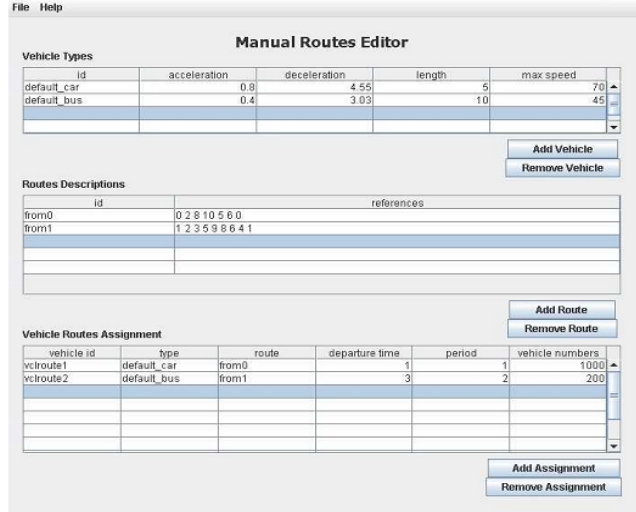 File Help
Manual Routes Editor
Vehicle Types
id acceleration deceleration length max speed
default_car 0.8 4.55 5 70
default_bus 0.4 3.03 10 45
Add Vehicle
Remove Vehicle
Routes Descriptions
id references
from0 0 2 8 10 5 6 0
from1 1 2 3 5 9 8 6 4 1
Add Route
Remove Route
Vehicle Routes Assignment
vehicle id type route departure time period vehicle numbers
vclroute1 default_car from0 1 1 1000
vclroute2 default_bus from1 3 2 200
Add Assignment
Remove Assignment